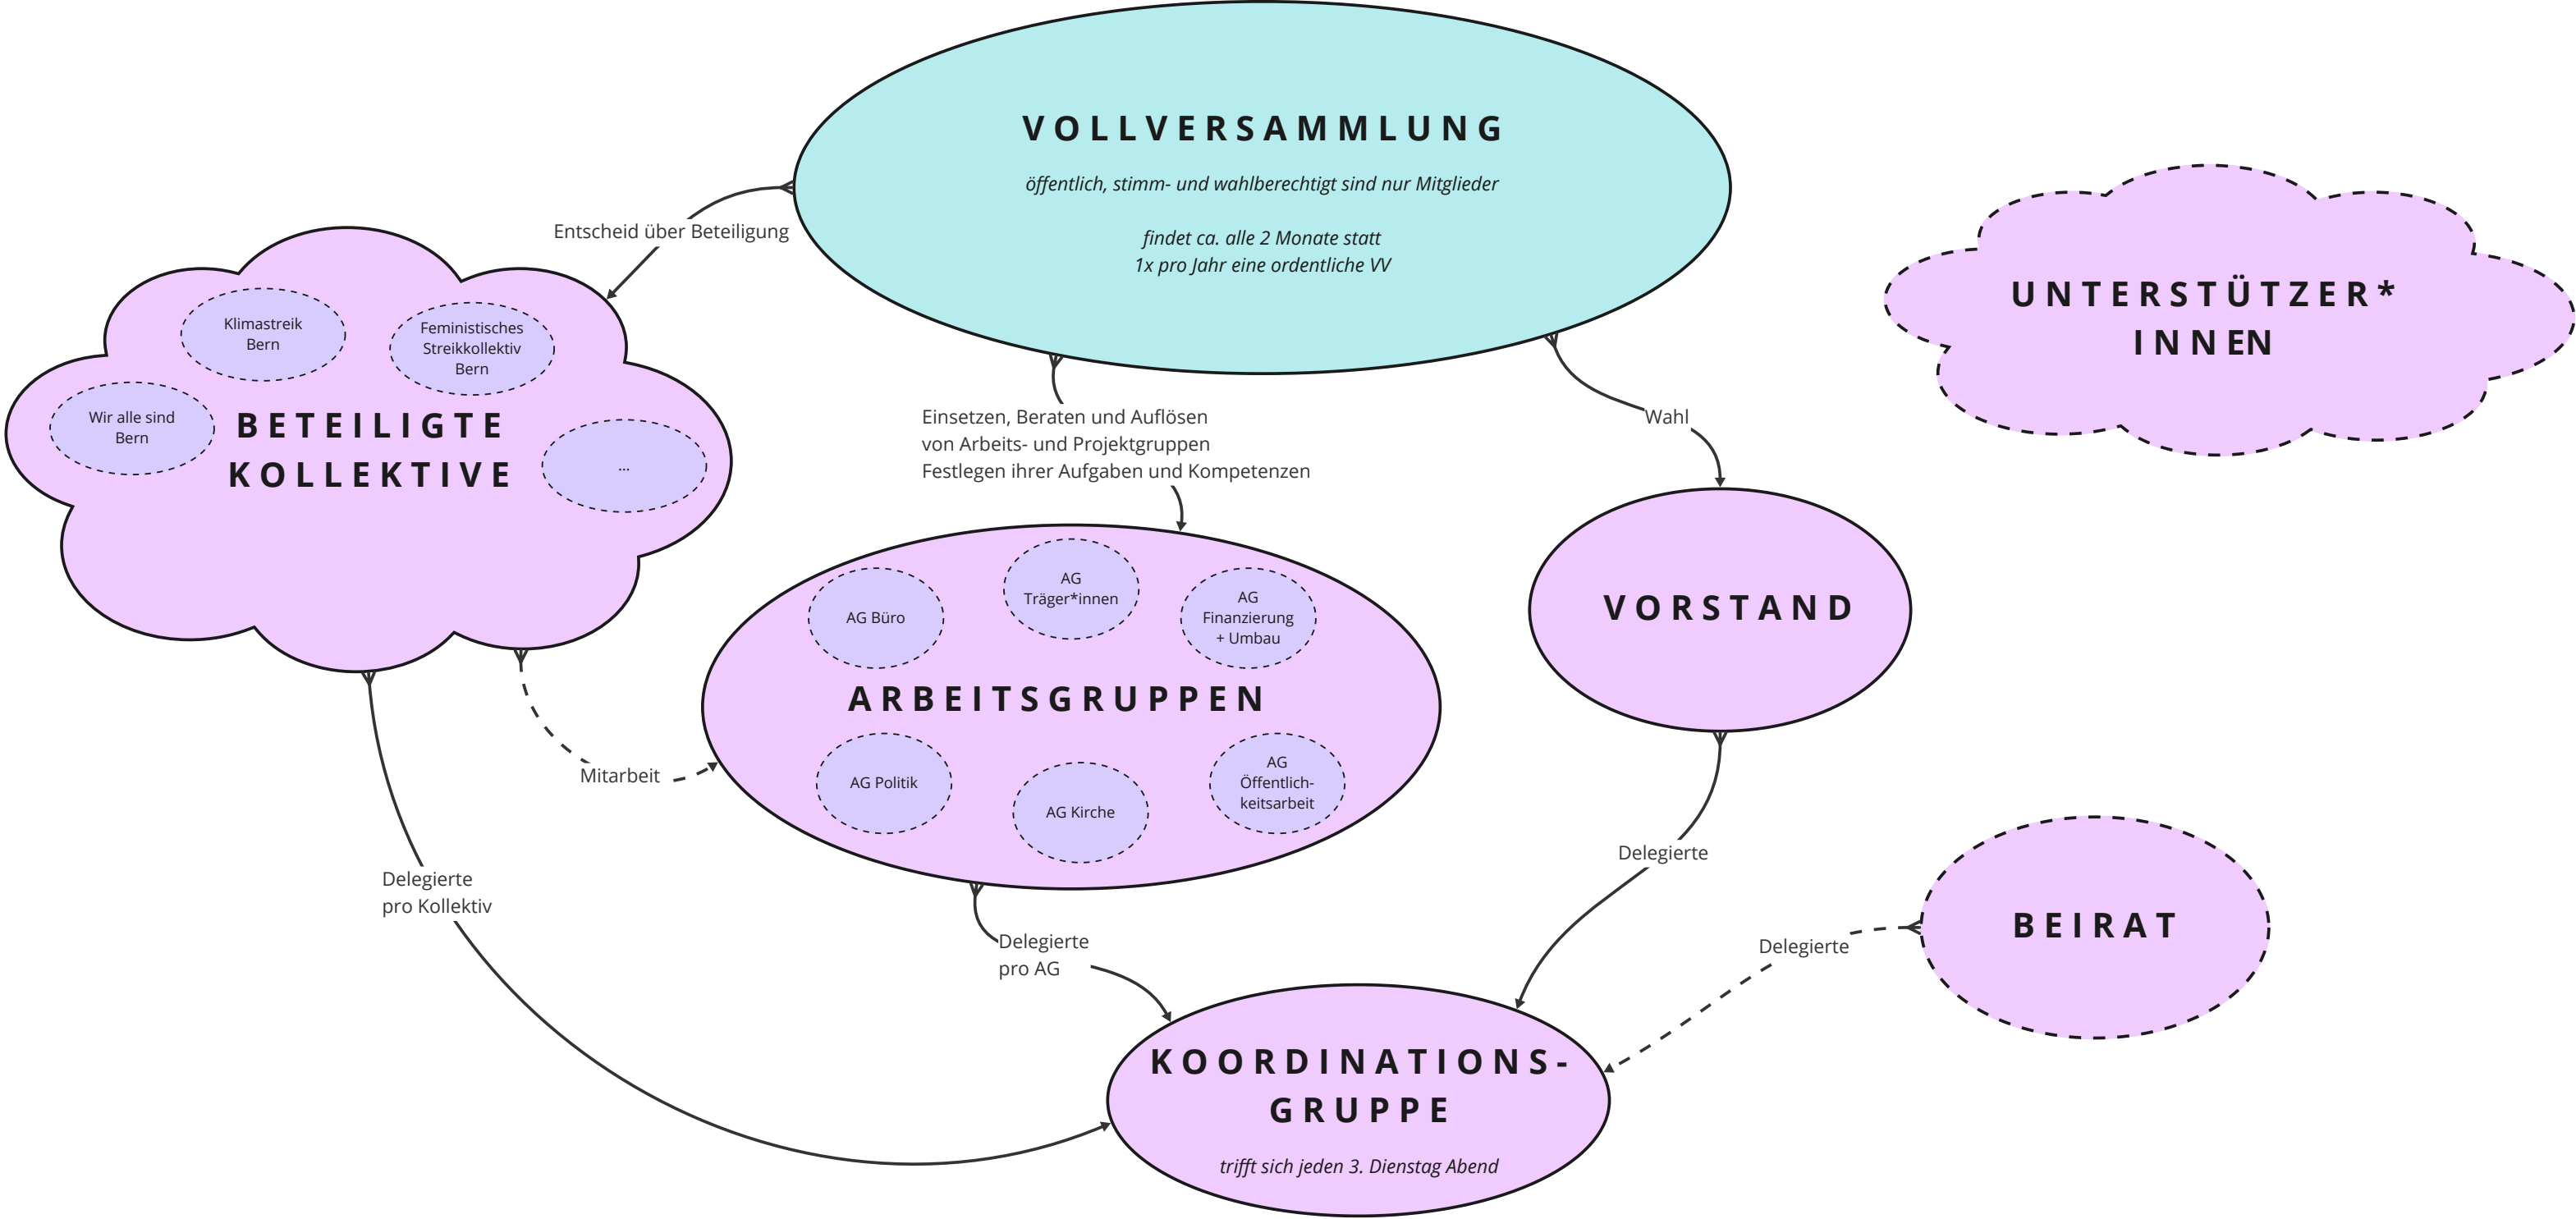 VOLLVERSAMMLUNG
öffentlich, stimm- und wahlberechtigt sind nur Mitglieder
findet ca. alle 2 Monate statt
1x pro Jahr eine ordentliche VV
UNTERSTÜTZER*
INNEN
Entscheid über Beteiligung
Klimastreik
Bern
Feministisches
Streikkollektiv
Bern
Wir alle sind
Bern
BETEILIGTE
KOLLEKTIVE
...
Einsetzen, Beraten und Auflösen
von Arbeits- und Projektgruppen
Festlegen ihrer Aufgaben und Kompetenzen
Wahl
VORSTAND
AG Büro
AG
Träger*innen
AG
Finanzierung
+ Umbau
ARBEITSGRUPPEN
AG Politik
AG Kirche
AG
Öffentlich-
keitsarbeit
Mitarbeit
Delegierte
pro Kollektiv
Delegierte
pro AG
Delegierte
Delegierte
BEIRAT
KOORDINATIONS-
GRUPPE
trifft sich jeden 3. Dienstag Abend